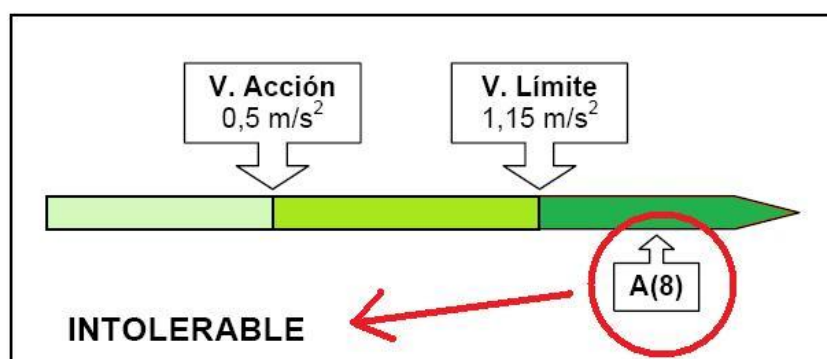 V. Acción
0,5 m/s²
V. Límite
1,15 m/s²
A(8)
INTOLERABLE